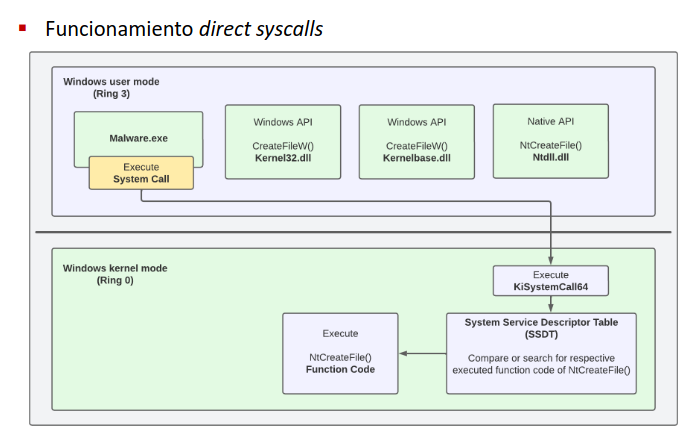 Funcionamiento direct syscalls
Windows user mode
(Ring 3)
Malware.exe
Execute
System Call
Windows API
CreateFileW()
Kernel32.dll
Windows API
CreateFileW()
Kernelbase.dll
Native API
NtCreateFile()
Ntdll.dll
Windows kernel mode
(Ring 0)
Execute
KiSystemCall64
System Service Descriptor Table
(SSDT)
Compare or search for respective
executed function code of NtCreateFile()
Execute
NtCreateFile()
Function Code